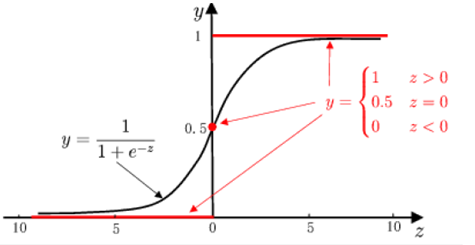 y
1
y = { 1 z > 0
0.5 z = 0
0 z < 0
0.5
y = 1 / (1 + e^{-z})
10 5 0 5 10 z